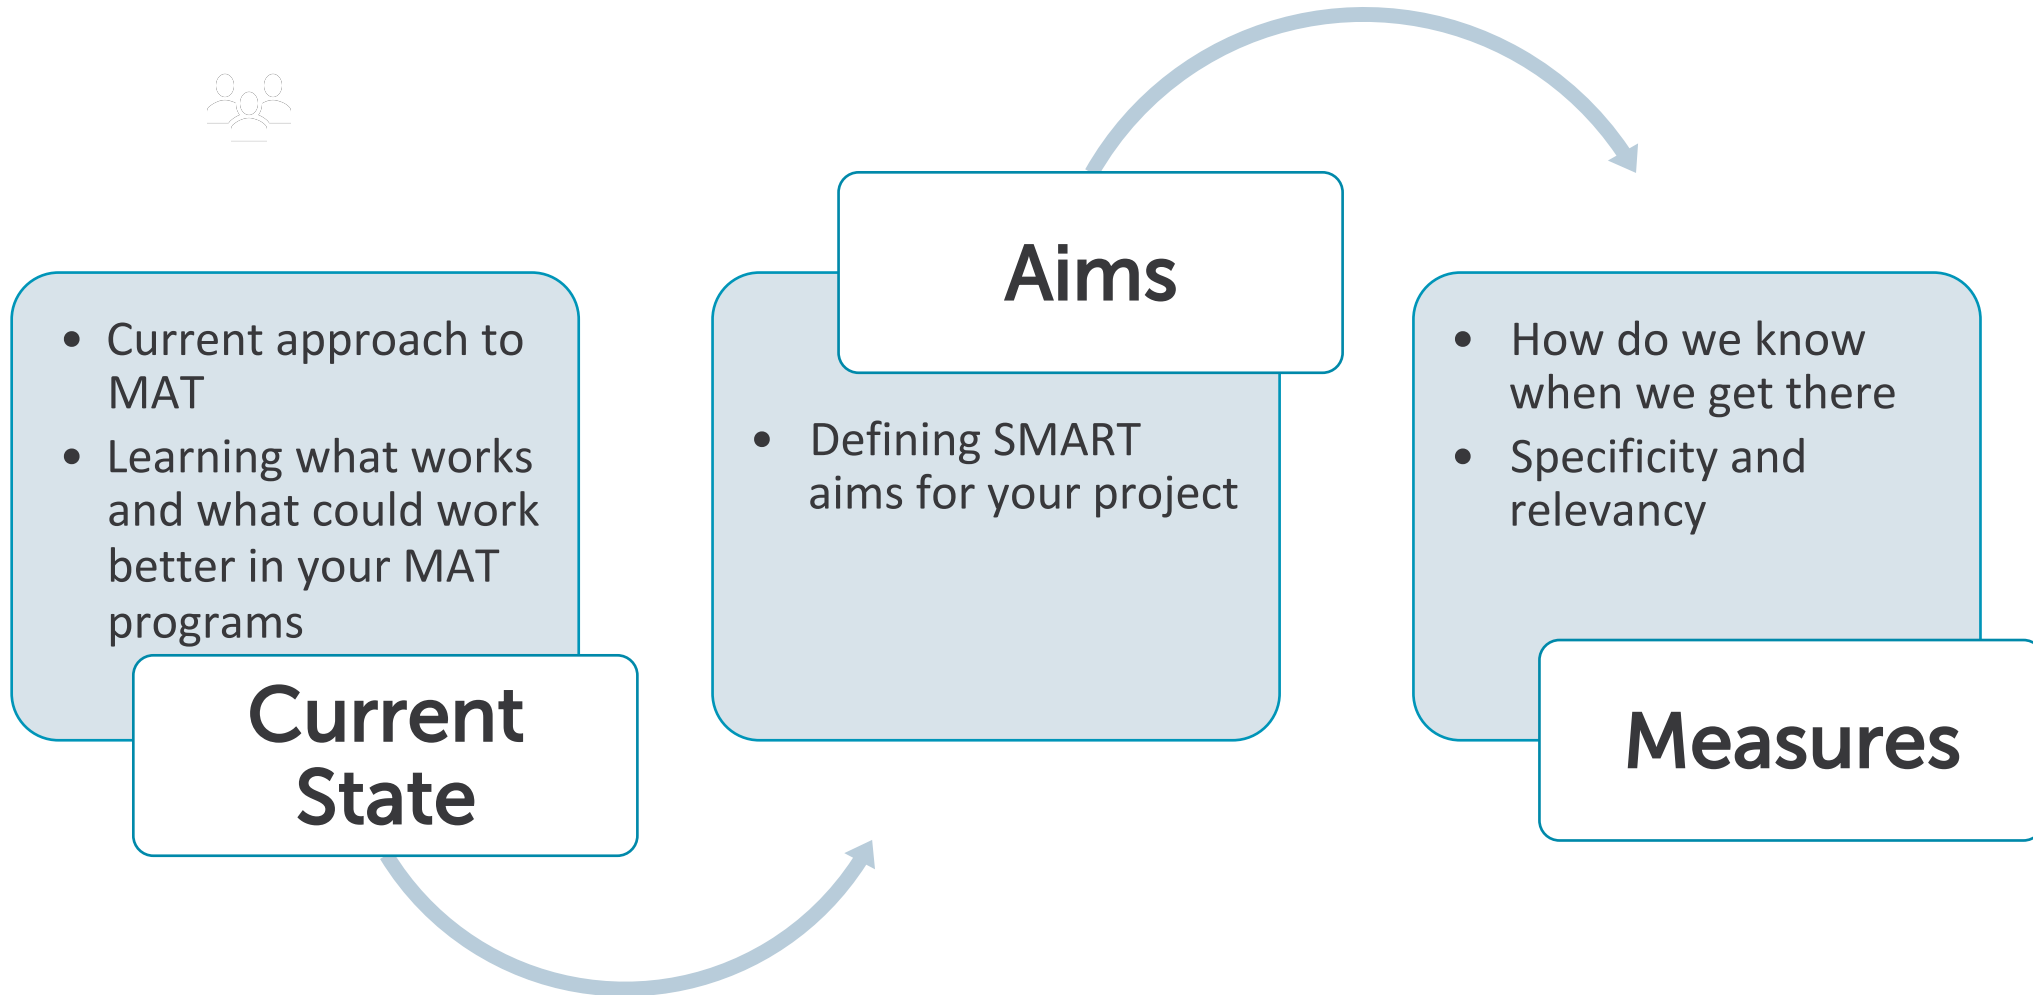 • Current approach to
MAT
• Learning what works
and what could work
better in your MAT
programs
Current
State
Aims
• Defining SMART
aims for your project
• How do we know
when we get there
• Specificity and
relevancy
Measures